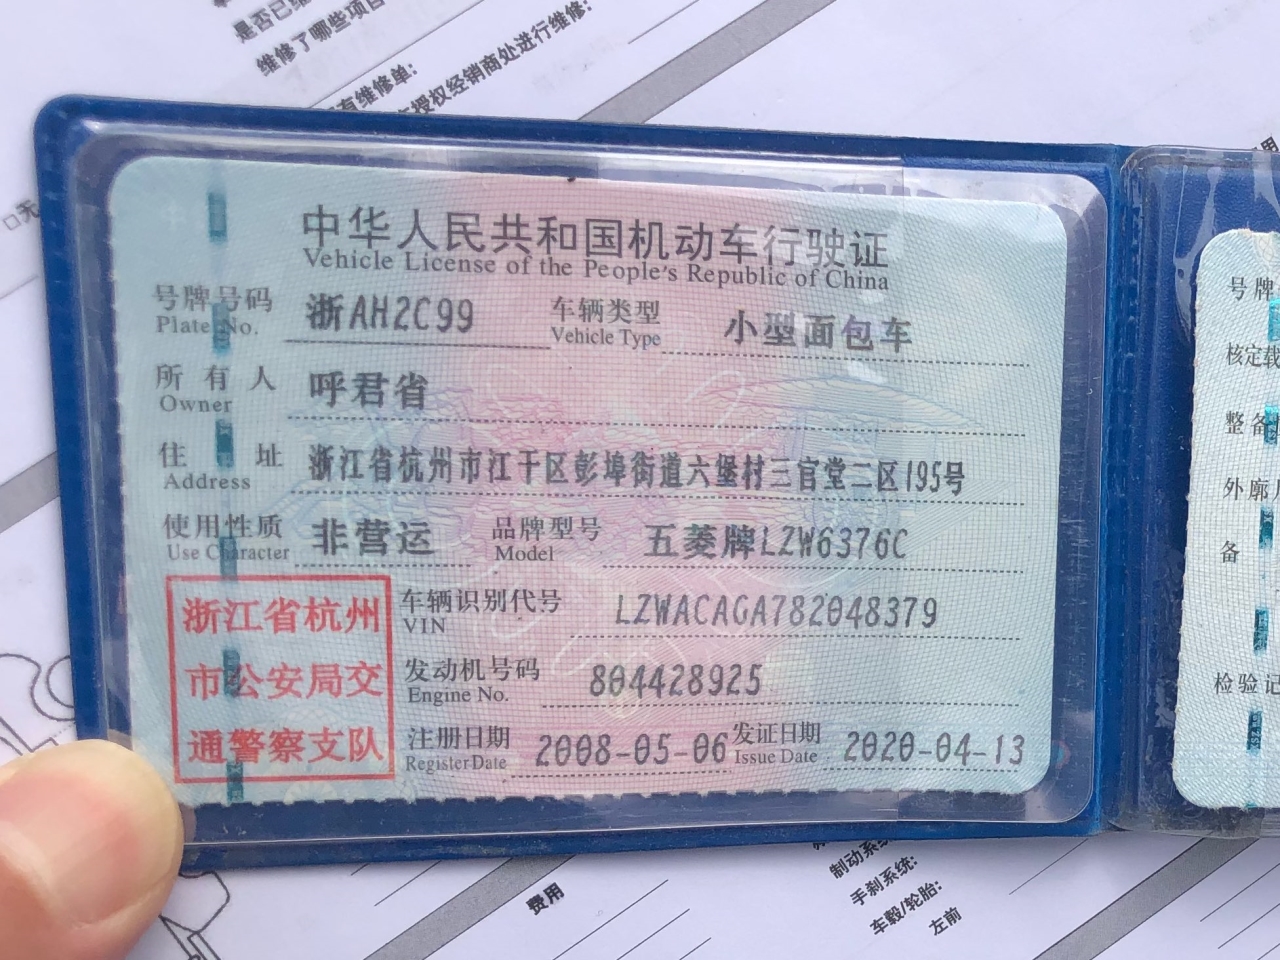 是否已维
维修了哪些项目
有维修单:
授权经销商处进行维修:
□无
中华人民共和国机动车行驶证
Vehicle License of the People's Republic of China
号牌号码 浙AH2C99 车辆类型 小型面包车
Plate No. Vehicle Type
所有人 呼君省
Owner
住址 浙江省杭州市江干区彭埠街道六堡村三官堂二区195号
Address
使用性质 非营运 品牌型号 五菱牌LZW6376C
Use Character Model
浙江省杭州
市公安局交
通警察支队
车辆识别代号 LZWACAGA782048379
VIN
发动机号码 804428925
Engine No.
注册日期 2008-05-06 发证日期 2020-04-13
Register Date Issue Date
号牌
核定载
整备
外廓
备
检验记
费用
制动系统
手刹系统:
车毂/轮胎:
左前